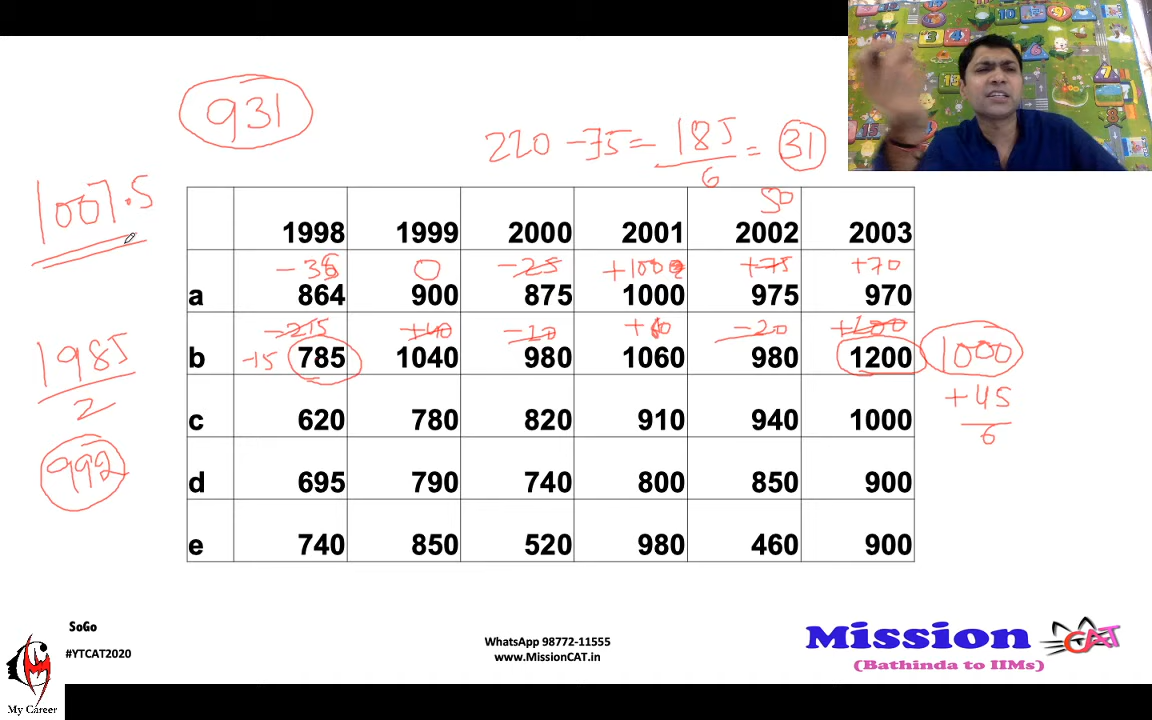 931
220 - 75 = 185/6 = 31
1007.5
50
1998 1999 2000 2001 2002 2003
0 -25 +100 +75 +70
a 864 900 875 1000 975 970
-215 +40 -20 +200
-15
b 785 1040 980 1060 980 1200 1000
1985/2
+45/6
c 620 780 820 910 940 1000
992
d 695 790 740 800 850 900
e 740 850 520 980 460 900
SoGo
#YTCAT2020
My Career
WhatsApp 98772-11555
www.MissionCAT.in
Mission CAT
(Bathinda to IIMs)